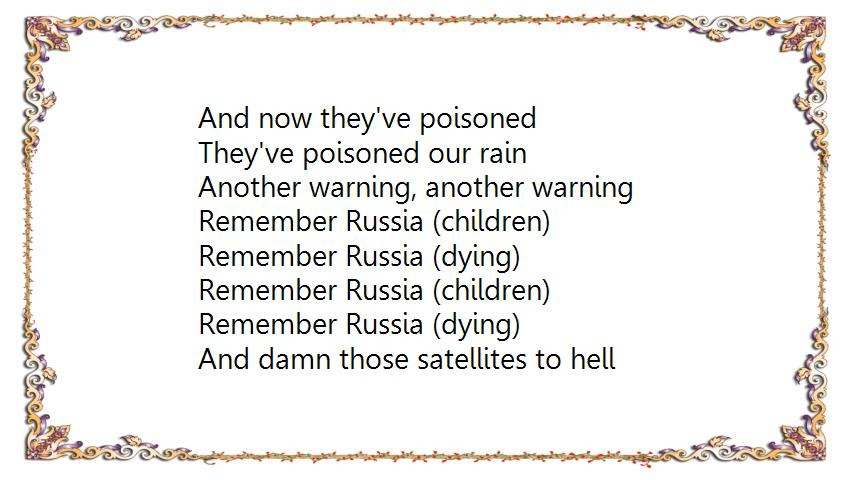 And now they've poisoned
They've poisoned our rain
Another warning, another warning
Remember Russia (children)
Remember Russia (dying)
Remember Russia (children)
Remember Russia (dying)
And damn those satellites to hell